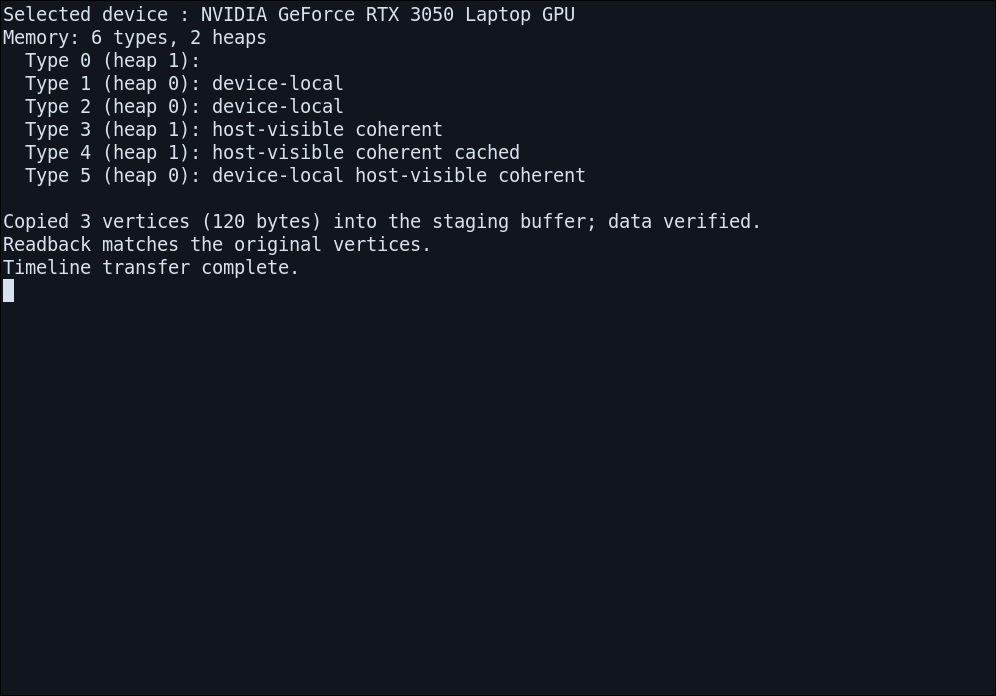 Selected device : NVIDIA GeForce RTX 3050 Laptop GPU
Memory: 6 types, 2 heaps
  Type 0 (heap 1):
  Type 1 (heap 0): device-local
  Type 2 (heap 0): device-local
  Type 3 (heap 1): host-visible coherent
  Type 4 (heap 1): host-visible coherent cached
  Type 5 (heap 0): device-local host-visible coherent

Copied 3 vertices (120 bytes) into the staging buffer; data verified.
Readback matches the original vertices.
Timeline transfer complete.